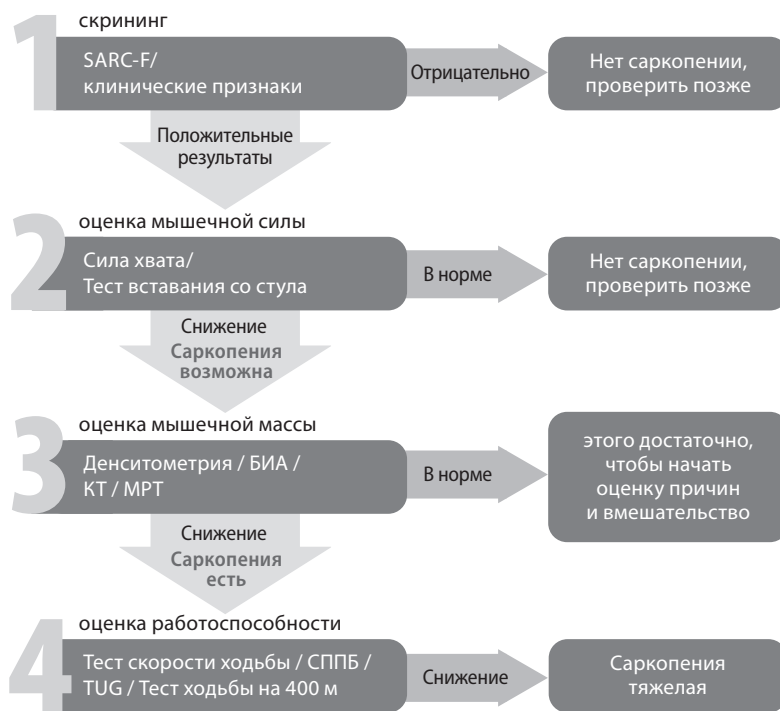 1
скрининг
SARC-F/
клинические признаки
Отрицательно
Нет саркопении,
проверить позже
Положительные
результаты
2
оценка мышечной силы
Сила хвата/
Тест вставания со стула
В норме
Нет саркопении,
проверить позже
Снижение
Саркопения
возможна
3
оценка мышечной массы
Денситометрия / БИА /
КТ / МРТ
В норме
этого достаточно,
чтобы начать
оценку причин
и вмешательство
Снижение
Саркопения
есть
4
оценка работоспособности
Тест скорости ходьбы / СППБ /
TUG / Тест ходьбы на 400 м
Снижение
Саркопения
тяжелая